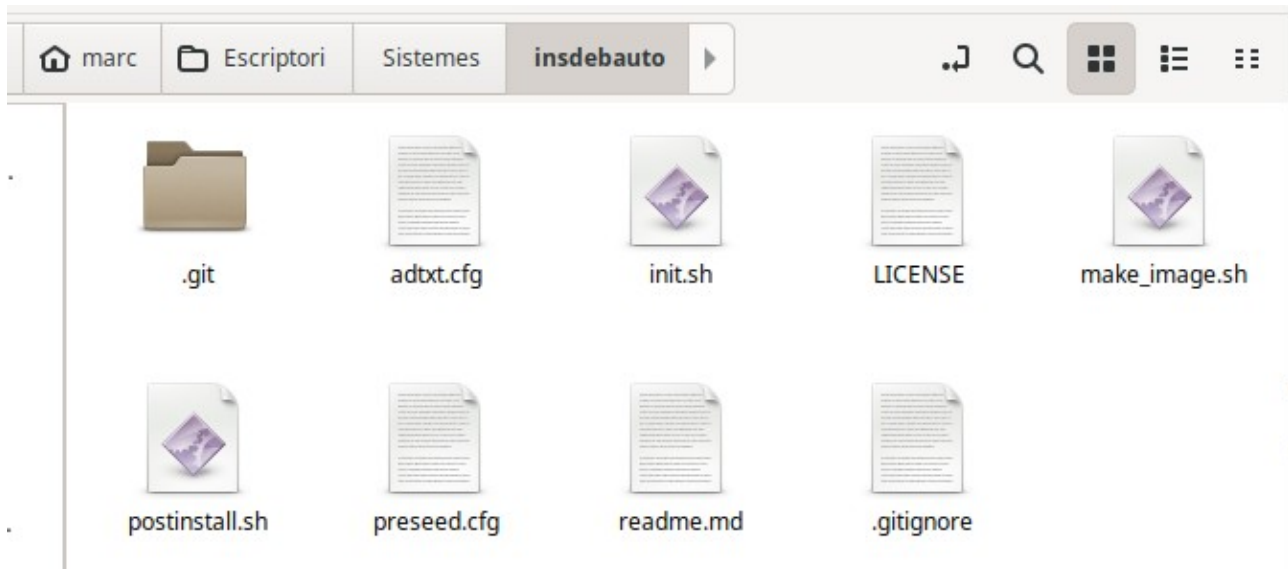 marc Escriptori Sistemes insdebauto
.git adtxt.cfg init.sh LICENSE make_image.sh
postinstall.sh preseed.cfg readme.md .gitignore